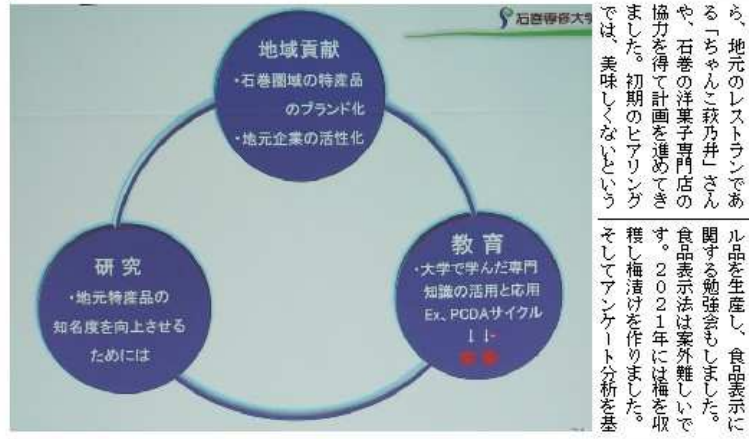 石巻専修大学
地域貢献
・石巻圏域の特産品
のブランド化
・地元企業の活性化
研究
・地元特産品の
知名度を向上させる
ためには
教育
・大学で学んだ専門
知識の活用と応用
Ex、PCDAサイクル
↓↓
ら、地元のレストランであ
る「ちゃんこ萩乃井」さん
や、石巻の洋菓子専門店の
協力を得て計画を進めてき
ました。初期のヒアリング
では、美味しくないという
ル品を生産し、食品表示に
関する勉強会もしました。
食品表示法は案外難しいで
す。2021年には梅を収
穫し梅漬けを作りました。
そしてアンケート分析を基